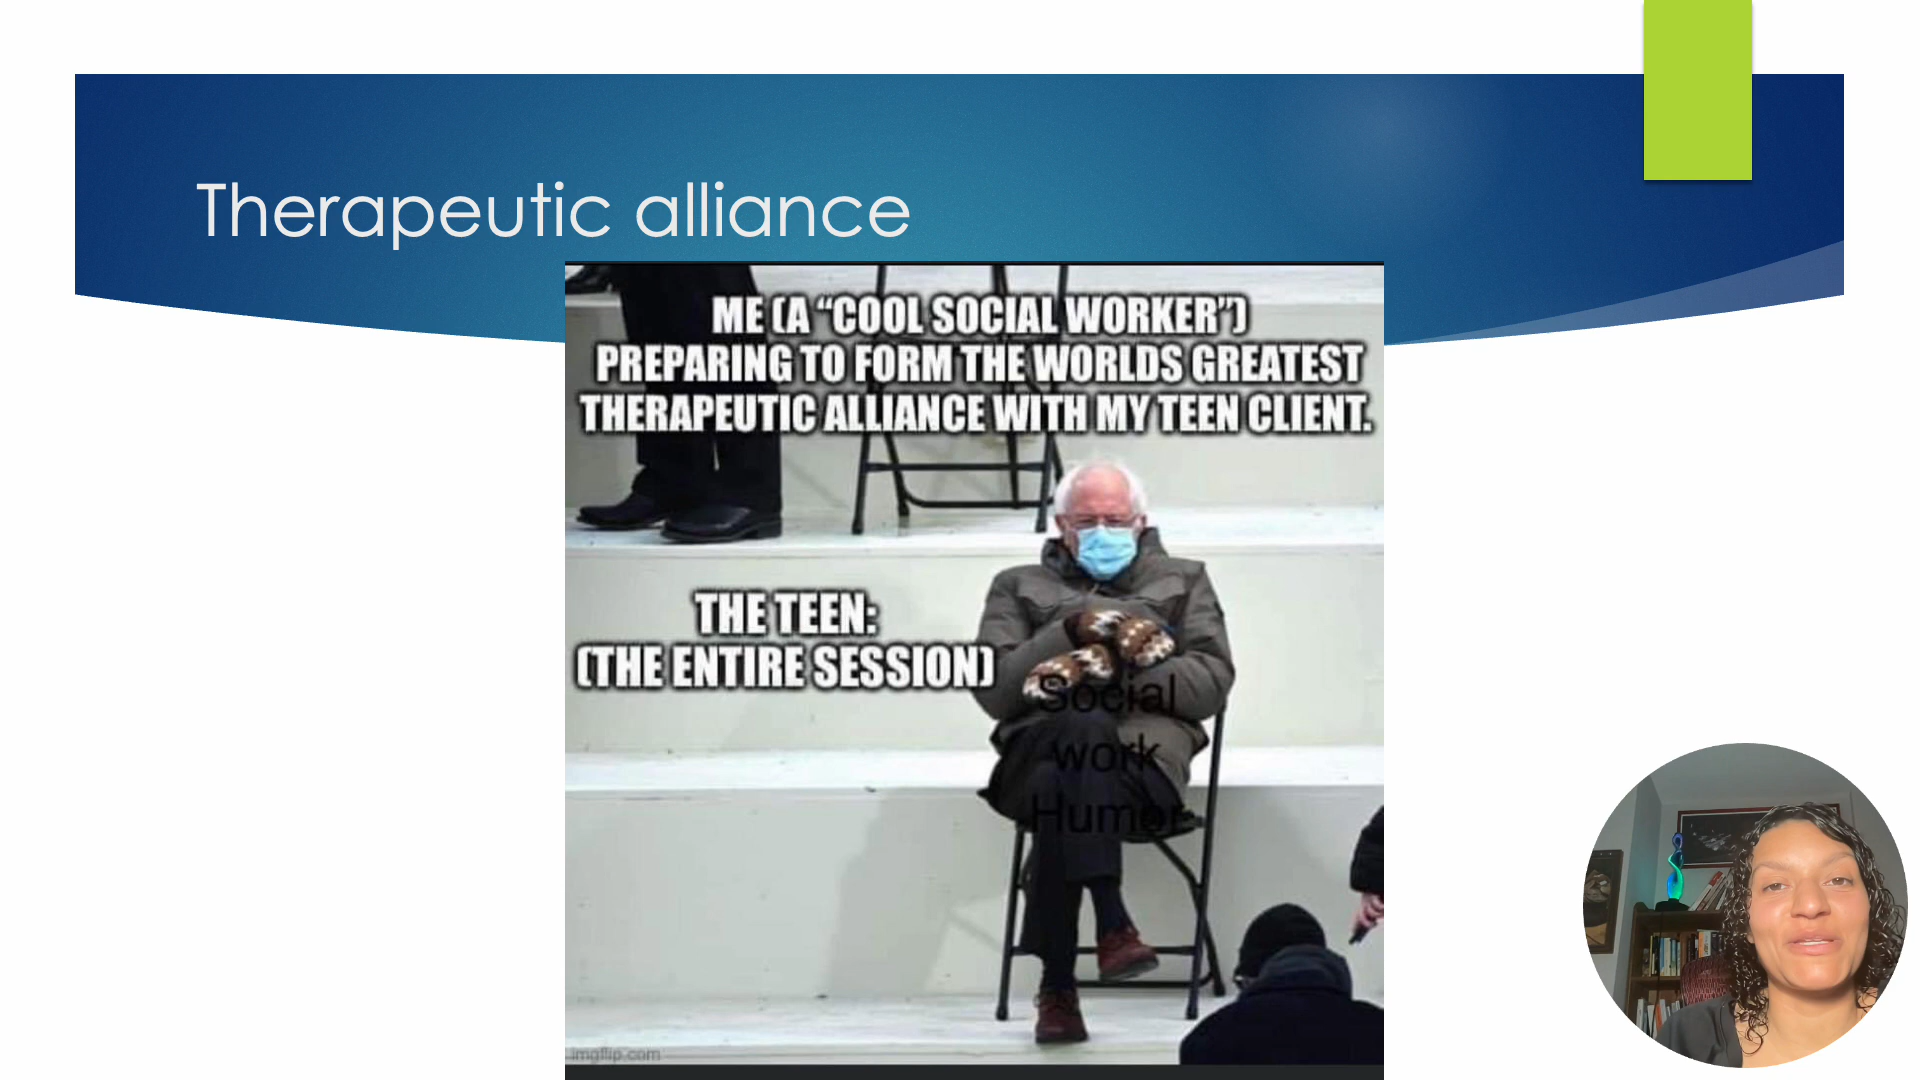 Therapeutic alliance
ME (A “COOL SOCIAL WORKER”)
PREPARING TO FORM THE WORLDS GREATEST
THERAPEUTIC ALLIANCE WITH MY TEEN CLIENT.
THE TEEN:
(THE ENTIRE SESSION)
Social
work
Humor
imgflip.com